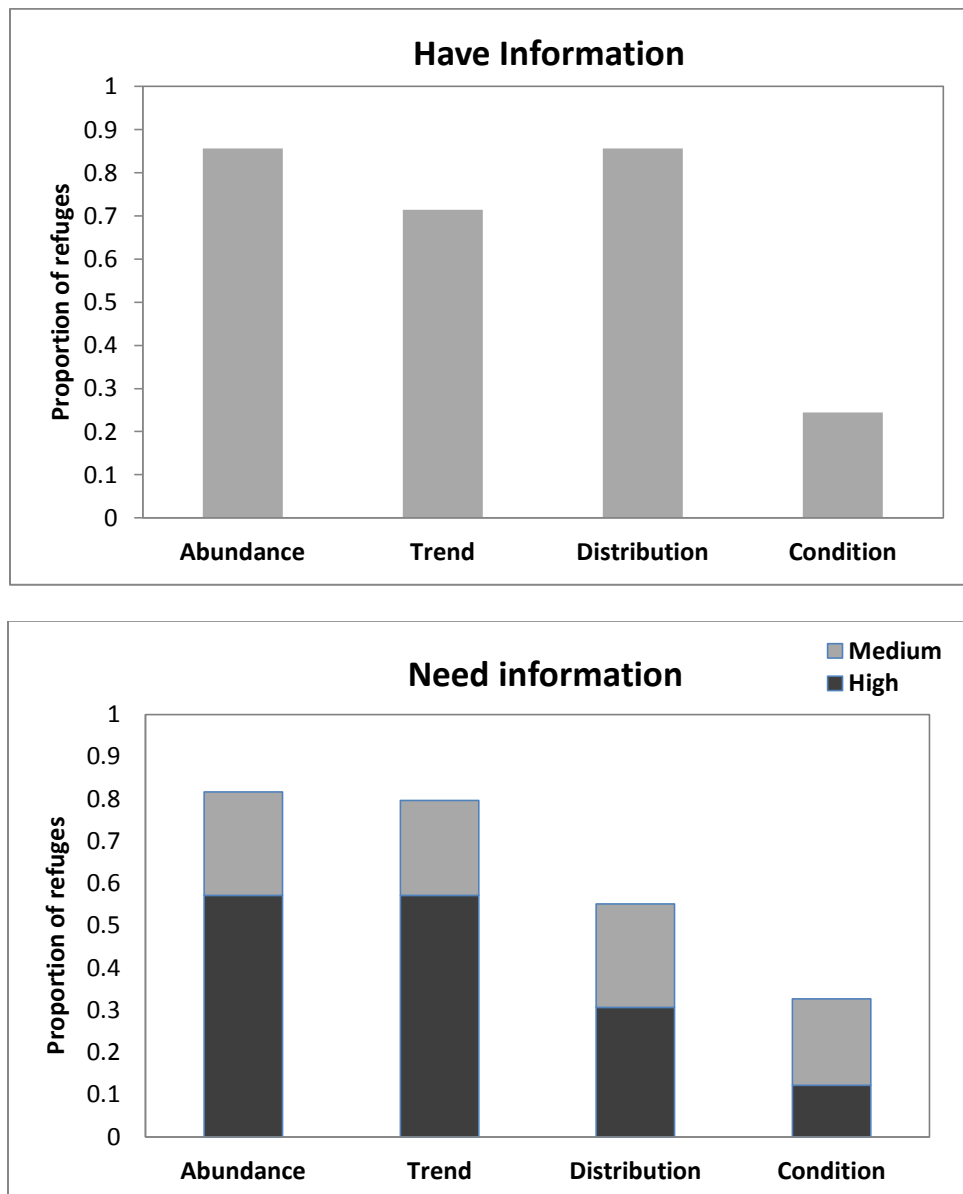 Have Information
Proportion of refuges
1
0.9
0.8
0.7
0.6
0.5
0.4
0.3
0.2
0.1
0
Abundance Trend Distribution Condition
Need information
Medium
High
Proportion of refuges
1
0.9
0.8
0.7
0.6
0.5
0.4
0.3
0.2
0.1
0
Abundance Trend Distribution Condition